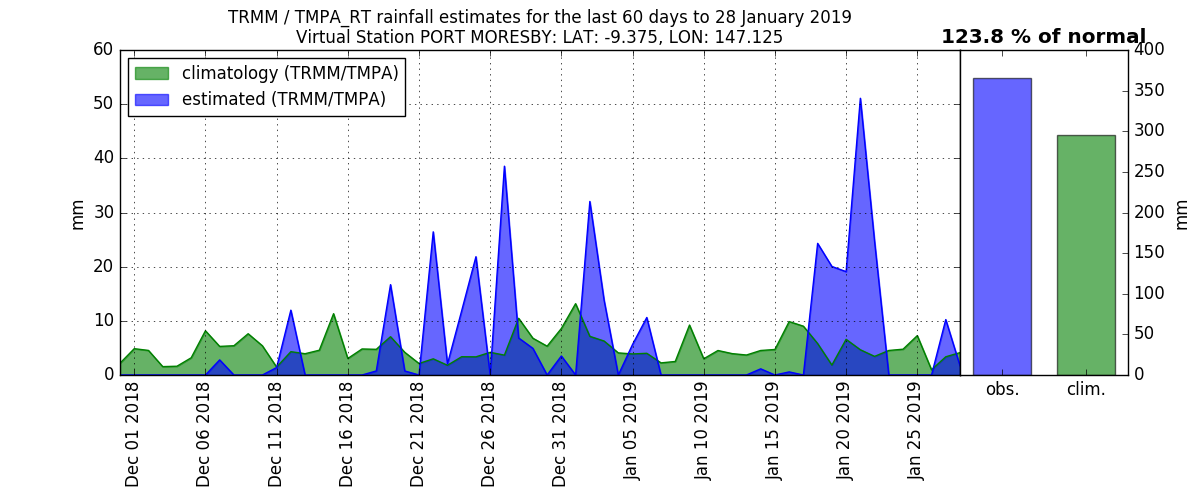 TRMM / TMPA_RT rainfall estimates for the last 60 days to 28 January 2019
Virtual Station PORT MORESBY: LAT: -9.375, LON: 147.125
123.8 % of normal
climatology (TRMM/TMPA)
estimated (TRMM/TMPA)
60
50
40
30
20
10
0
mm
Dec 01 2018
Dec 06 2018
Dec 11 2018
Dec 16 2018
Dec 21 2018
Dec 26 2018
Dec 31 2018
Jan 05 2019
Jan 10 2019
Jan 15 2019
Jan 20 2019
Jan 25 2019
obs.
clim.
400
350
300
250
200
150
100
50
0
mm